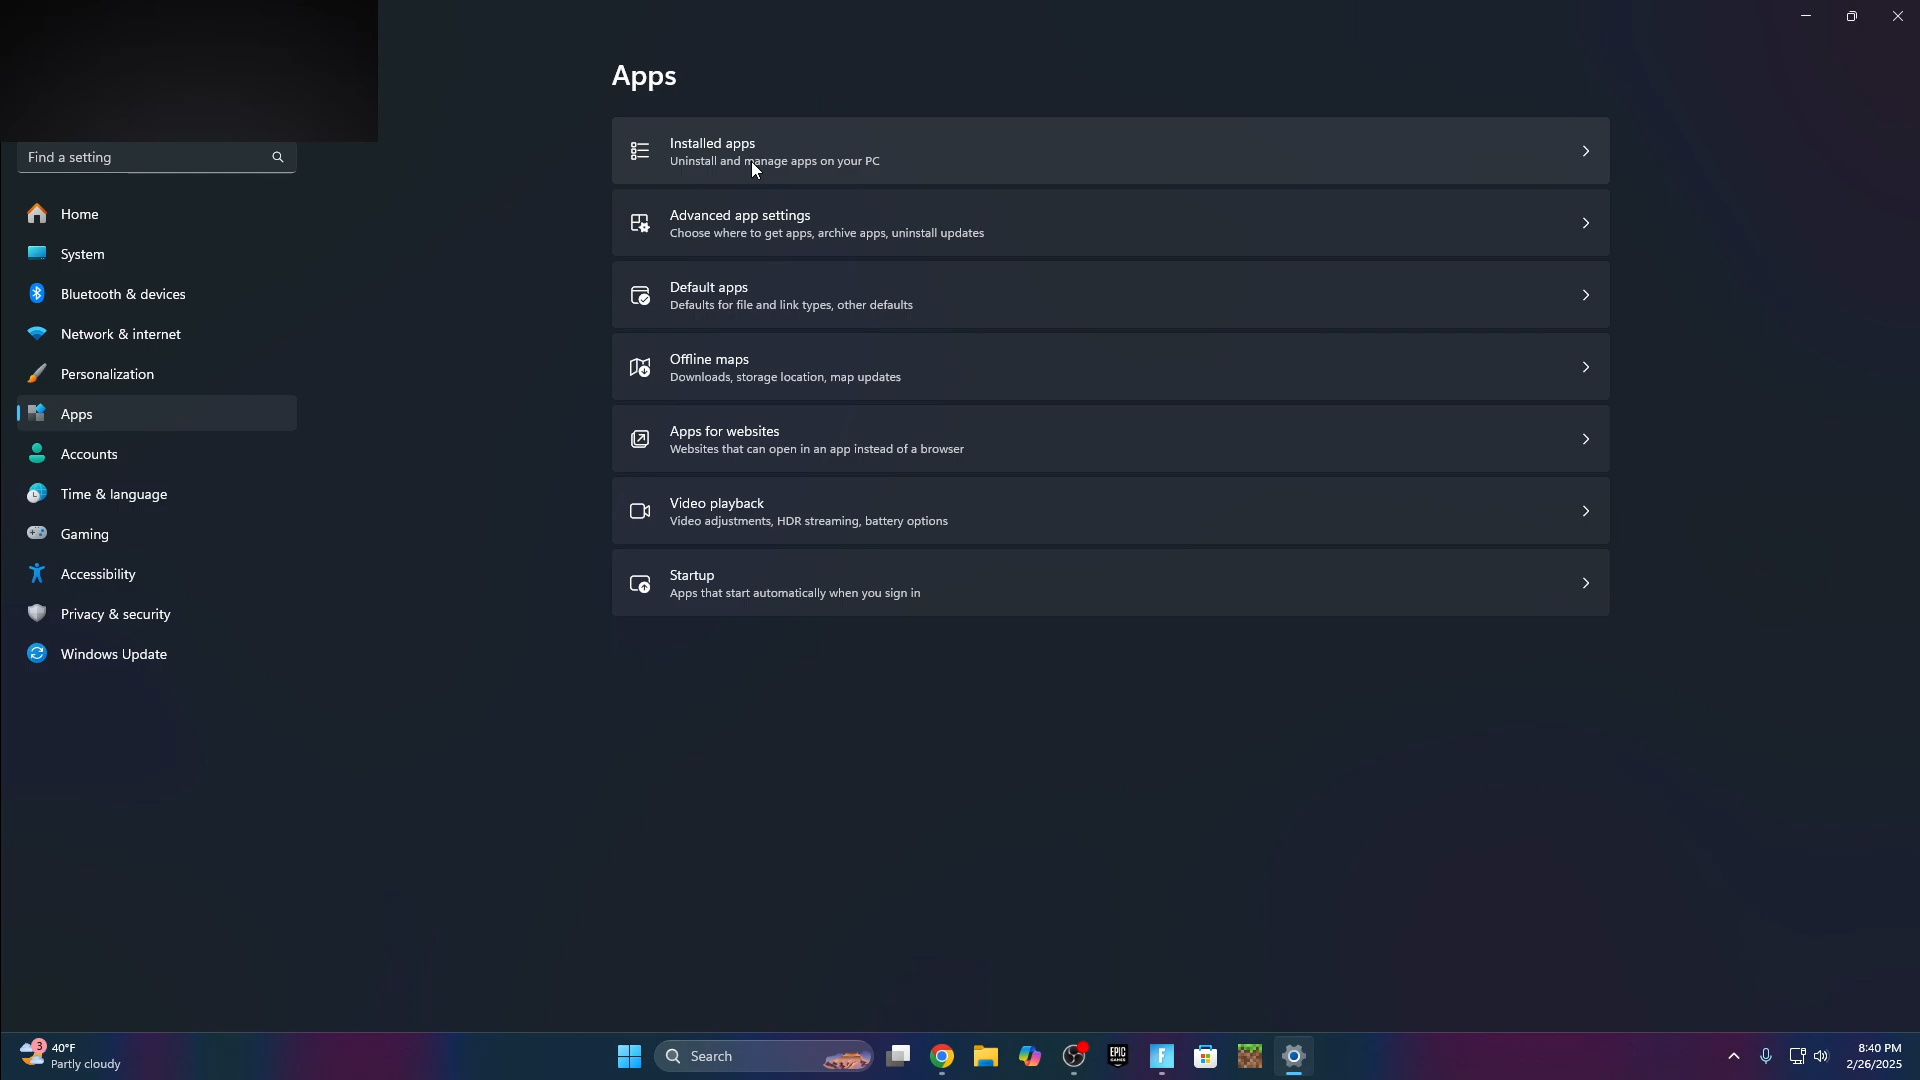 Apps
Find a setting
Home
System
Bluetooth & devices
Network & internet
Personalization
Apps
Accounts
Time & language
Gaming
Accessibility
Privacy & security
Windows Update
Installed apps
Uninstall and manage apps on your PC
Advanced app settings
Choose where to get apps, archive apps, uninstall updates
Default apps
Defaults for file and link types, other defaults
Offline maps
Downloads, storage location, map updates
Apps for websites
Websites that can open in an app instead of a browser
Video playback
Video adjustments, HDR streaming, battery options
Startup
Apps that start automatically when you sign in
3
40°F
Partly cloudy
Search
EPIC
GAMES
F
8:40 PM
2/26/2025